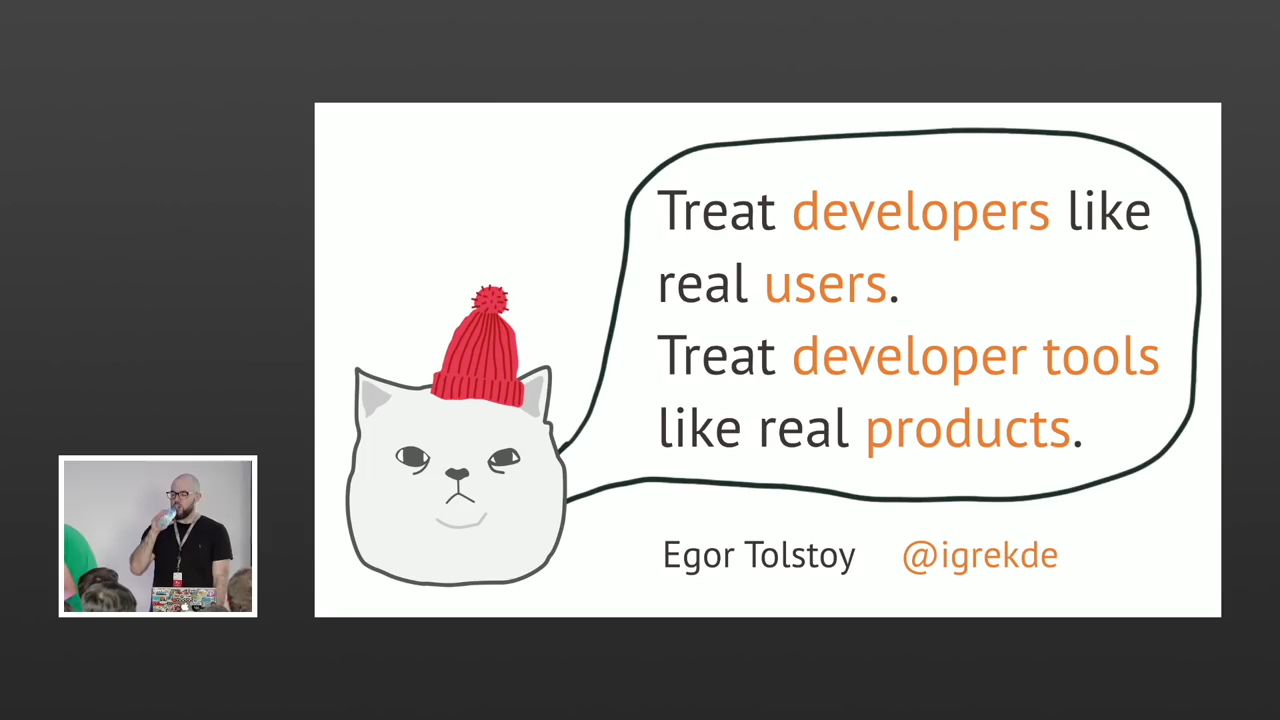 Treat developers like
real users.
Treat developer tools
like real products.
Egor Tolstoy @igrekde